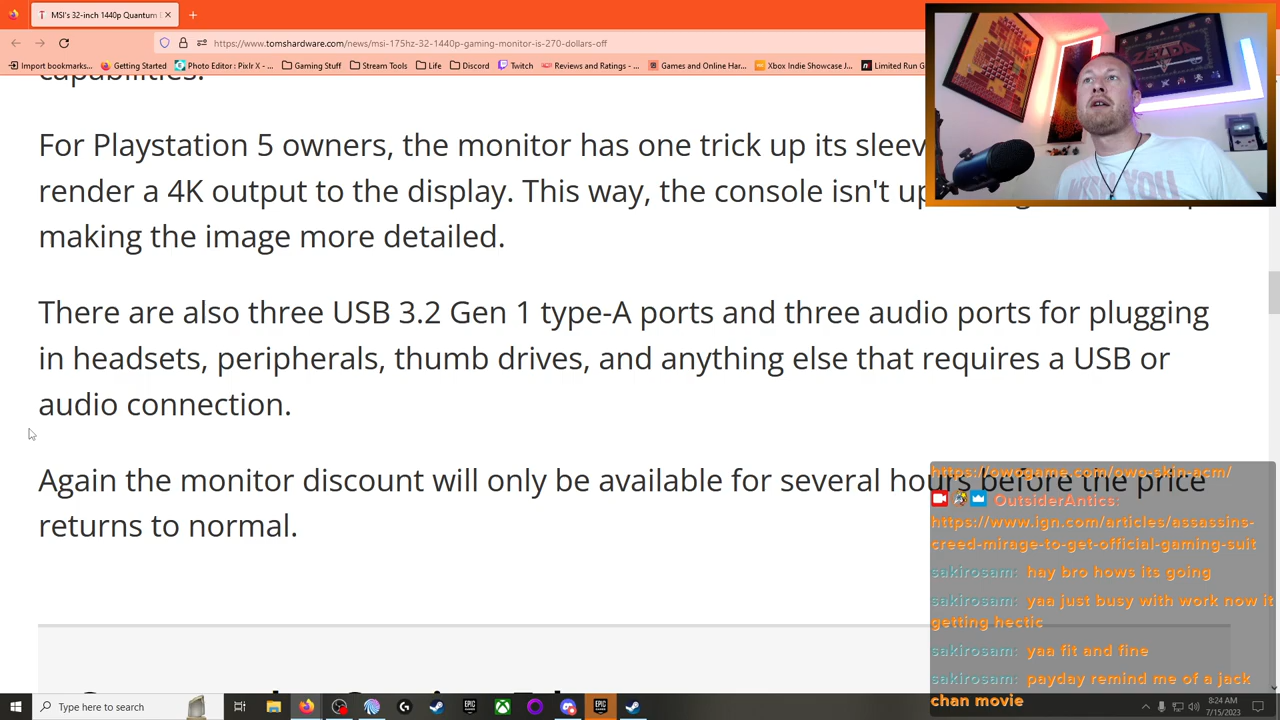 MSI's 32-inch 1440p Quantum
https://www.tomshardware.com/news/msi-175hz-32-1440p-gaming-monitor-is-270-dollars-off
Import bookmarks... Getting Started Photo Editor : Pixlr X - ... Gaming Stuff Stream Tools Life Discord Twitch Reviews and Ratings - ... Games and Online Har... Xbox Indie Showcase J... Limited Run
capabilities.
For Playstation 5 owners, the monitor has one trick up its
render a 4K output to the display. This way, the console isn't
making the image more detailed.
There are also three USB 3.2 Gen 1 type-A ports and three audio ports for plugging
in headsets, peripherals, thumb drives, and anything else that requires a USB or
audio connection.
Again the monitor discount will only be available for several hours before the price
returns to normal.
https://owogame.com/owo-skin-acm/
OutsiderAntics:
https://www.ign.com/articles/assassins-
creed-mirage-to-get-official-gaming-suit
sakirosam: hay bro hows its going
sakirosam: yaa just busy with work now it
getting hectic
sakirosam: yaa fit and fine
sakirosam: payday remind me of a jack
chan movie
Type here to search
8:24 AM
7/15/2023